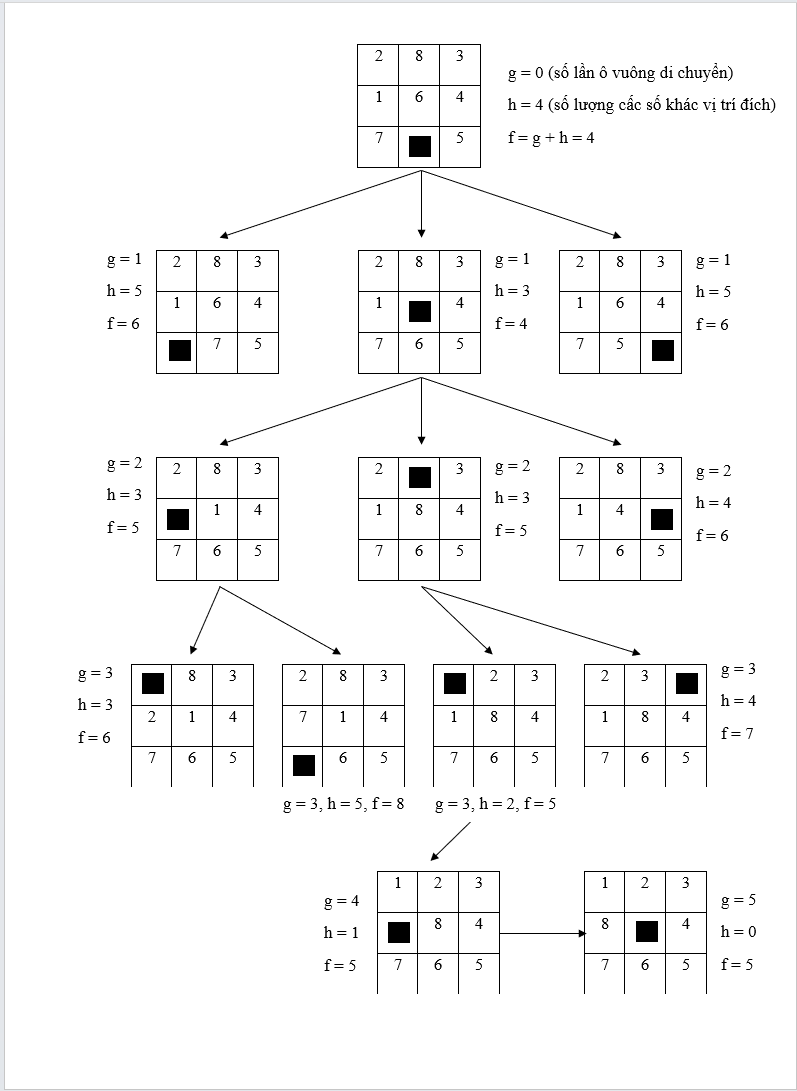 2 8 3
1 6 4
7 5
g = 0 (số lần ô vuông di chuyển)
h = 4 (số lượng cấc số khác vị trí đích)
f = g + h = 4
g = 1
h = 5
f = 6
2 8 3
1 6 4
7 5
2 8 3
1 4
7 6 5
g = 1
h = 3
f = 4
2 8 3
1 6 4
7 5
g = 1
h = 5
f = 6
g = 2
h = 3
f = 5
2 8 3
1 4
7 6 5
2 3
1 8 4
7 6 5
g = 2
h = 3
f = 5
2 8 3
1 4
7 6 5
g = 2
h = 4
f = 6
g = 3
h = 3
f = 6
8 3
2 1 4
7 6 5
2 8 3
7 1 4
6 5
g = 3, h = 5, f = 8
2 3
1 8 4
7 6 5
g = 3, h = 2, f = 5
2 3
1 8 4
7 6 5
g = 3
h = 4
f = 7
g = 4
h = 1
f = 5
1 2 3
8 4
7 6 5
1 2 3
8 4
7 6 5
g = 5
h = 0
f = 5